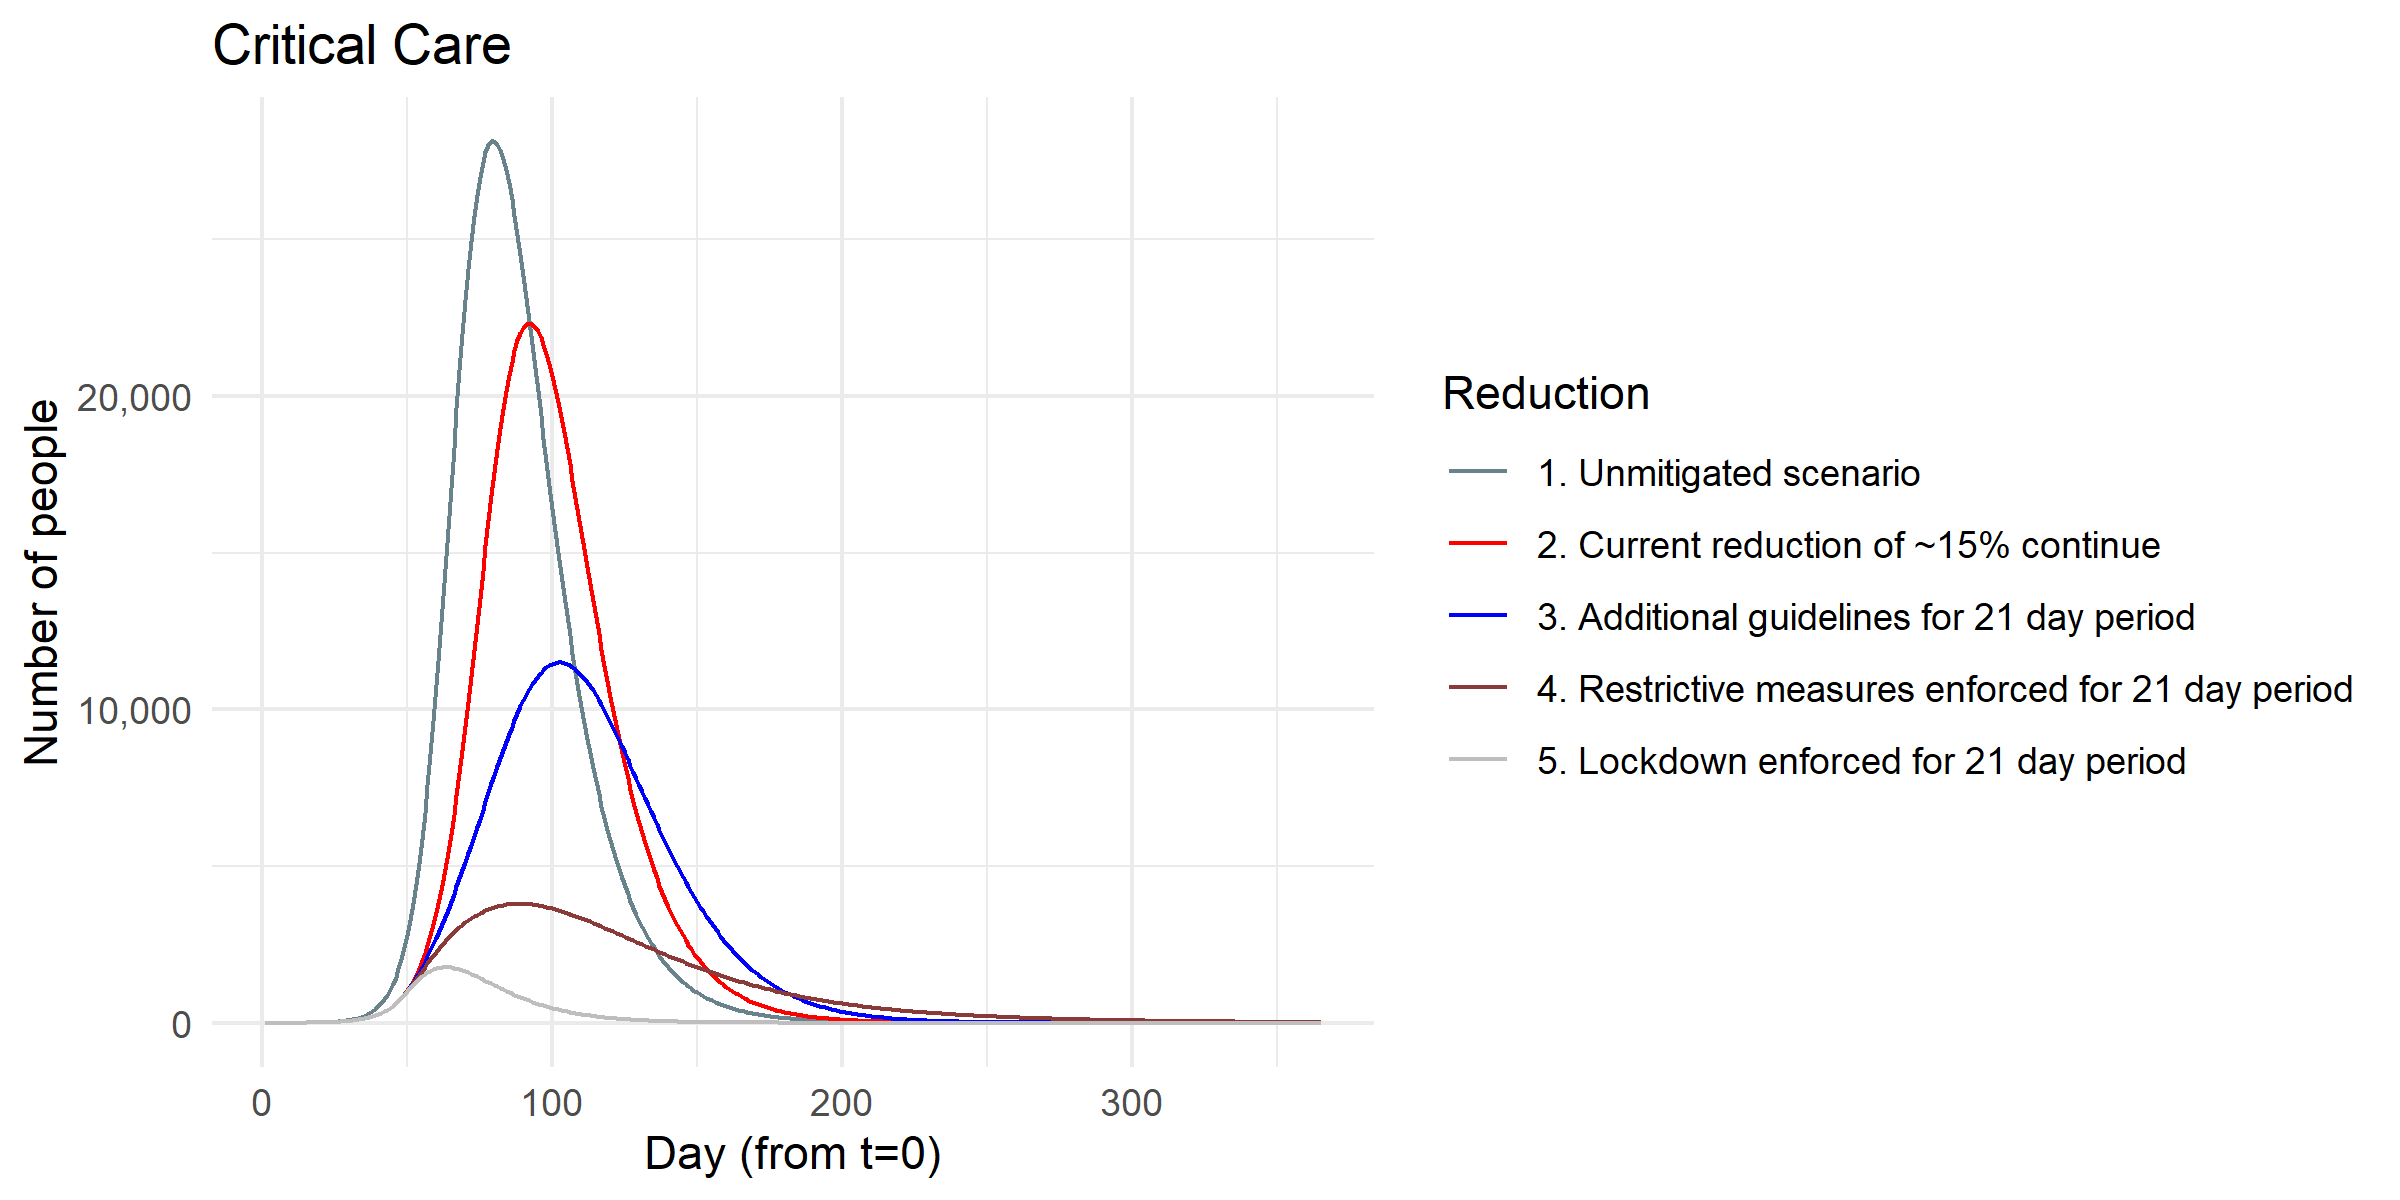 Critical Care
Number of people
20,000
10,000
0
0 100 200 300
Day (from t=0)
Reduction
1. Unmitigated scenario
2. Current reduction of ~15% continue
3. Additional guidelines for 21 day period
4. Restrictive measures enforced for 21 day period
5. Lockdown enforced for 21 day period